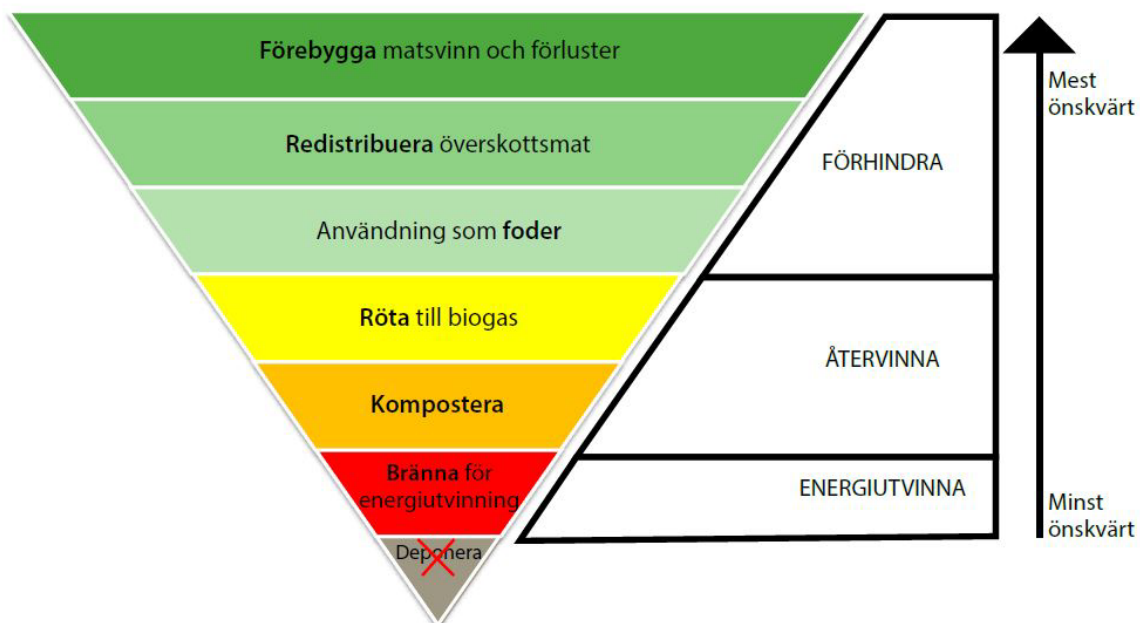 Förebygga matsvinn och förluster
Redistribuera överskottsmat
Användning som foder
Röta till biogas
Kompostera
Bränna för
energiutvinning
Deponera
FÖRHINDRA
ÅTERVINNA
ENERGIUTVINNA
Mest
önskvärt
Minst
önskvärt